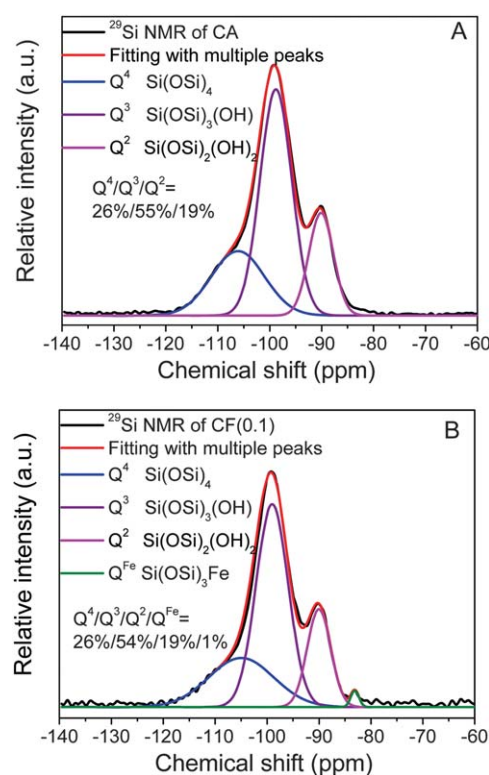 A
²⁹Si NMR of CA
Fitting with multiple peaks
Q⁴ Si(OSi)₄
Q³ Si(OSi)₃(OH)
Q² Si(OSi)₂(OH)₂
Q⁴/Q³/Q²=
26%/55%/19%
Relative intensity (a.u.)
-140 -130 -120 -110 -100 -90 -80 -70 -60
Chemical shift (ppm)
B
²⁹Si NMR of CF(0.1)
Fitting with multiple peaks
Q⁴ Si(OSi)₄
Q³ Si(OSi)₃(OH)
Q² Si(OSi)₂(OH)₂
Qᶠᵉ Si(OSi)₃Fe
Q⁴/Q³/Q²/Qᶠᵉ=
26%/54%/19%/1%
Relative intensity (a.u.)
-140 -130 -120 -110 -100 -90 -80 -70 -60
Chemical shift (ppm)